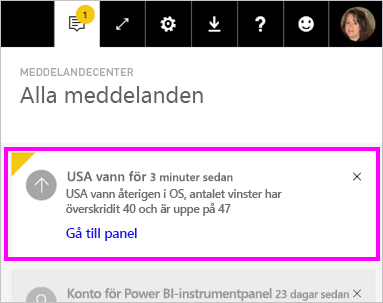 1
?
MEDDELANDECENTER
Alla meddelanden
USA vann för 3 minuter sedan
USA vann återigen i OS, antalet vinster har
överskridit 40 och är uppe på 47
Gå till panel
Konto för Power BI-instrumentpanel 23 dagar sedan